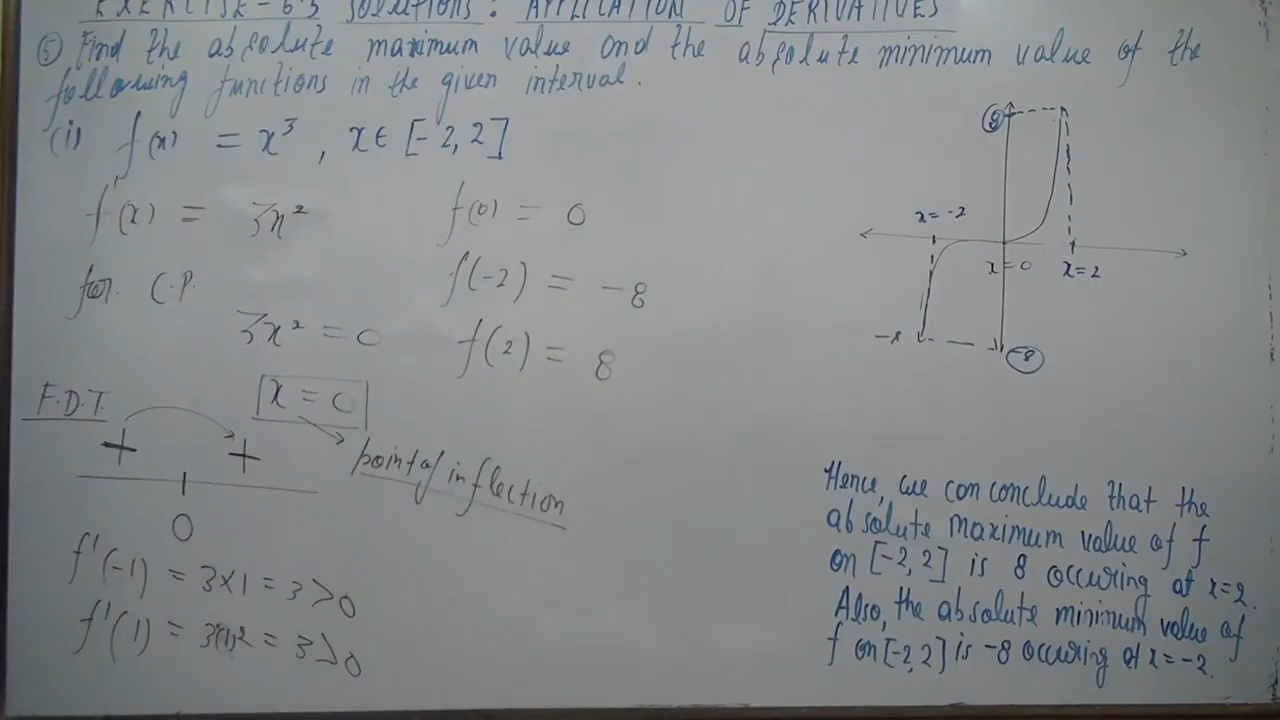 EXERCISE-6.5 SOLUTIONS: APPLICATION OF DERIVATIVES
⑤ Find the absolute maximum value and the absolute minimum value of the
following functions in the given interval.
(i) f(x) = x³, x∈ [-2, 2]
f'(x) = 3x²
for C.P.
3x² = 0
x = 0
point of inflection
f(0) = 0
f(-2) = -8
f(2) = 8
F.D.T.
+ +
0
f'(-1) = 3×1 = 3>0
f'(1) = 3(1)² = 3>0
8
x = -2
x = 0
x = 2
-8
-8
Hence, we can conclude that the
absolute maximum value of f
on [-2, 2] is 8 occuring at x=2.
Also, the absolute minimum value of
f on [-2, 2] is -8 occuring at x=-2.